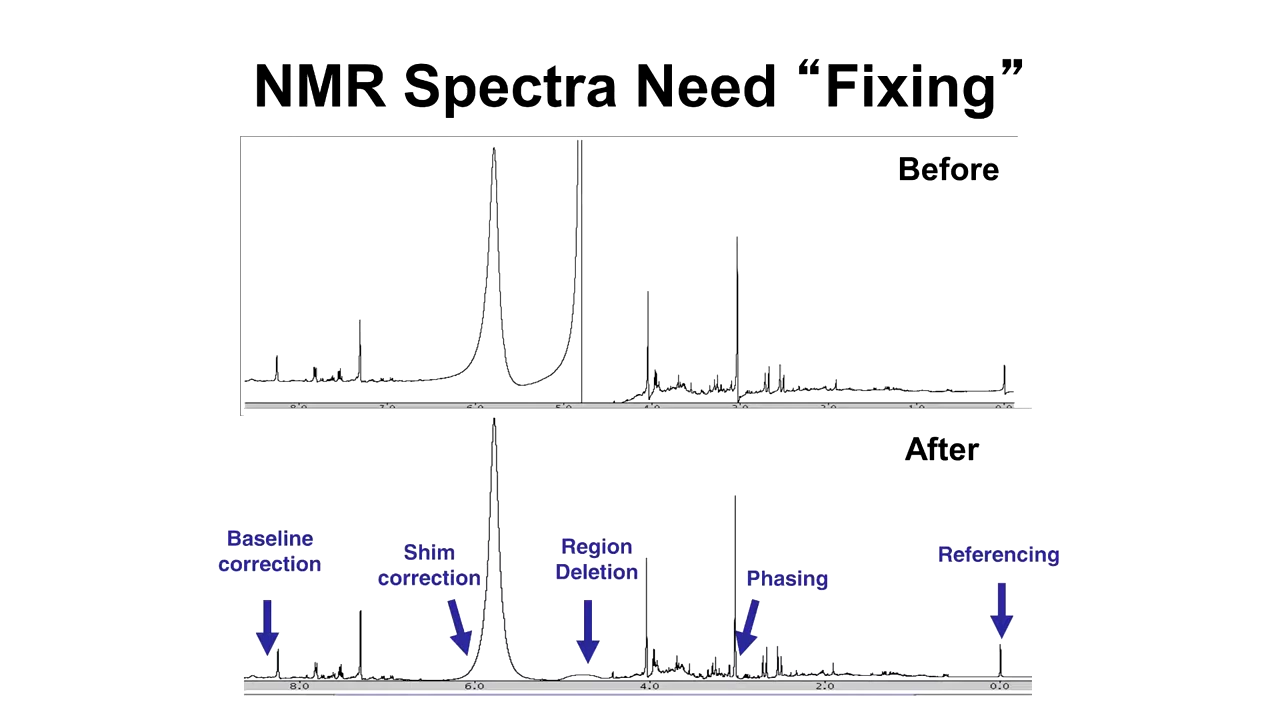 NMR Spectra Need “Fixing”
Before
After
Baseline
correction
Shim
correction
Region
Deletion
Phasing
Referencing
8.0 6.0 4.0 2.0 0.0